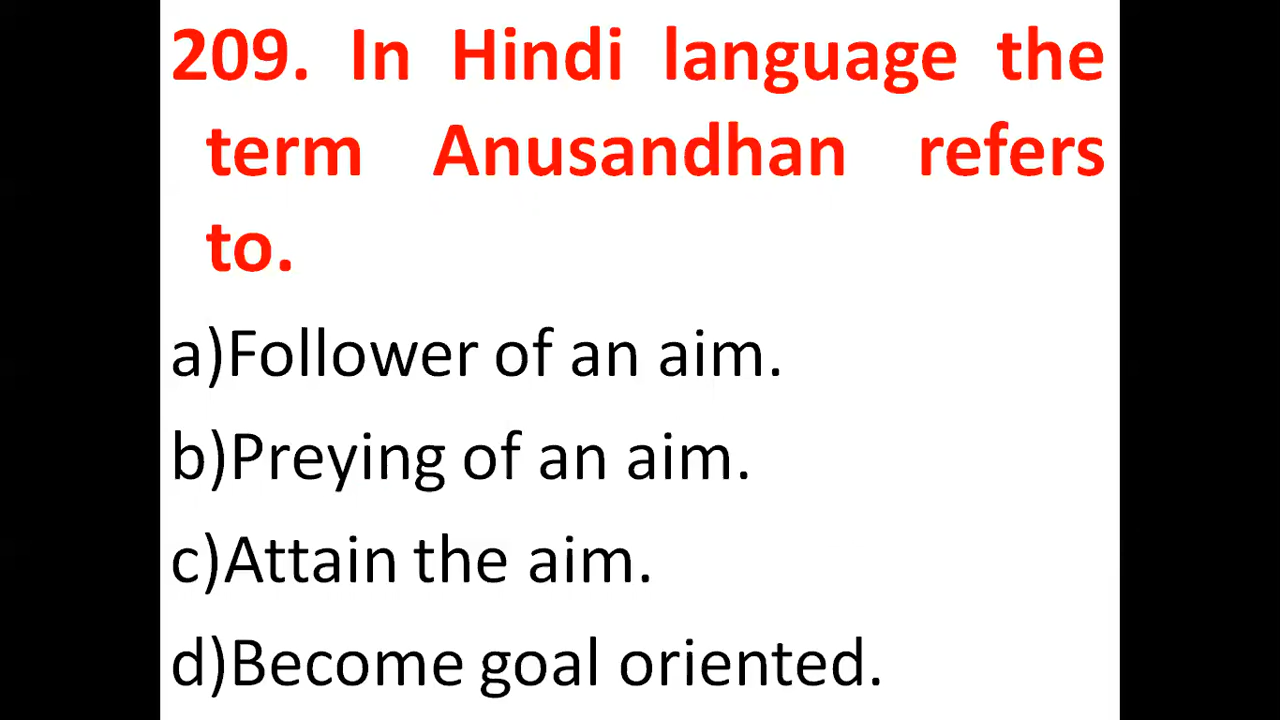 209. In Hindi language the
term Anusandhan refers
to.
a)Follower of an aim.
b)Preying of an aim.
c)Attain the aim.
d)Become goal oriented.